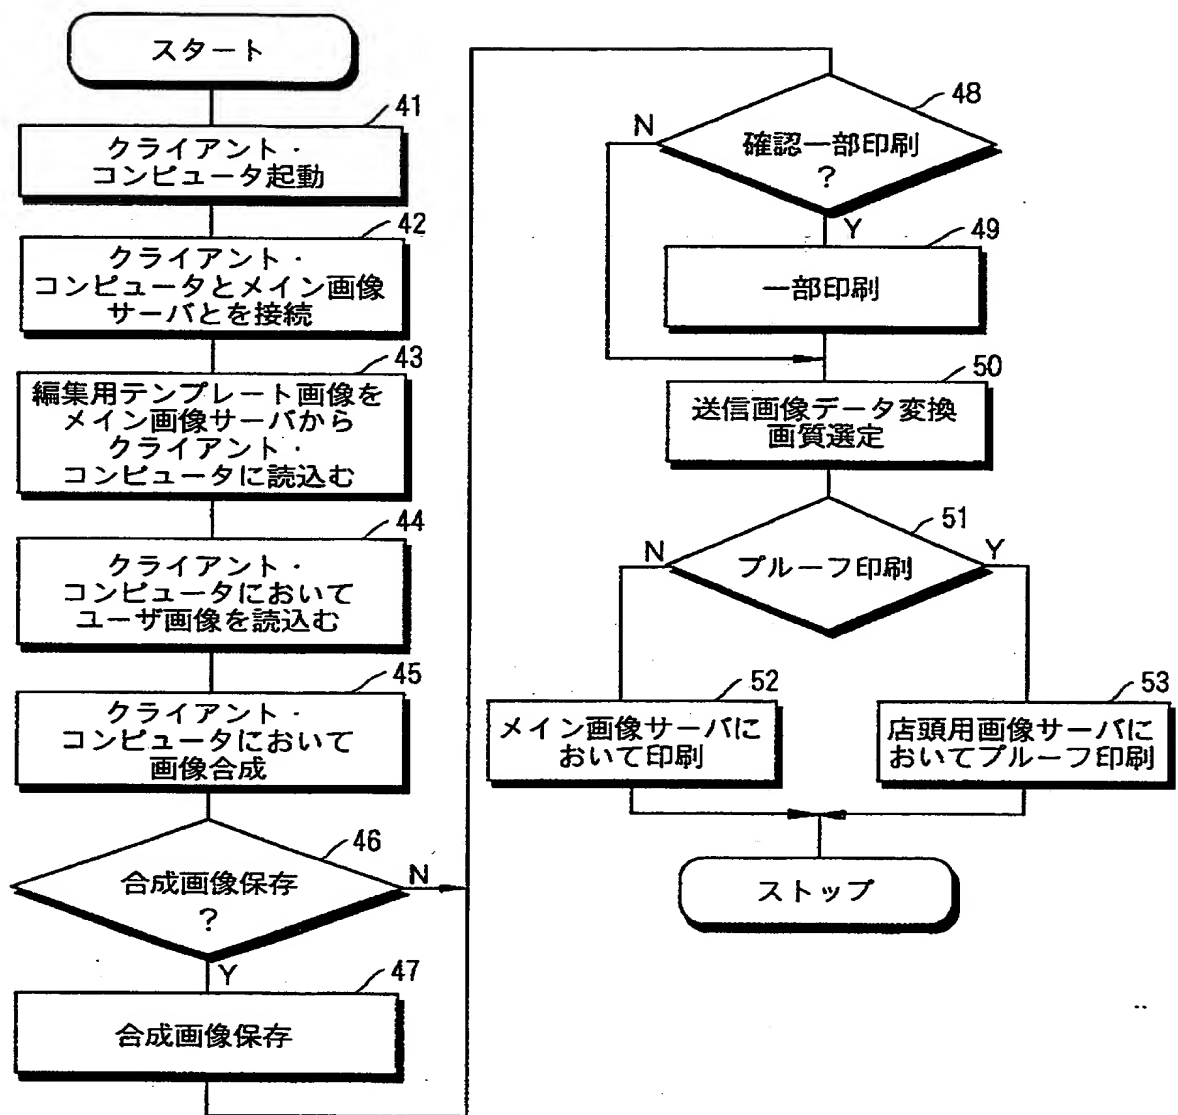 スタート
41
クライアント・
コンピュータ起動
42
クライアント・
コンピュータとメイン画像
サーバとを接続
43
編集用テンプレート画像を
メイン画像サーバから
クライアント・
コンピュータに読込む
44
クライアント・
コンピュータにおいて
ユーザ画像を読込む
45
クライアント・
コンピュータにおいて
画像合成
46
合成画像保存
?
N
Y
47
合成画像保存
48
確認一部印刷
?
N
Y
49
一部印刷
50
送信画像データ変換
画質選定
51
プルーフ印刷
N
Y
52
メイン画像サーバに
おいて印刷
53
店頭用画像サーバに
おいてプルーフ印刷
ストップ